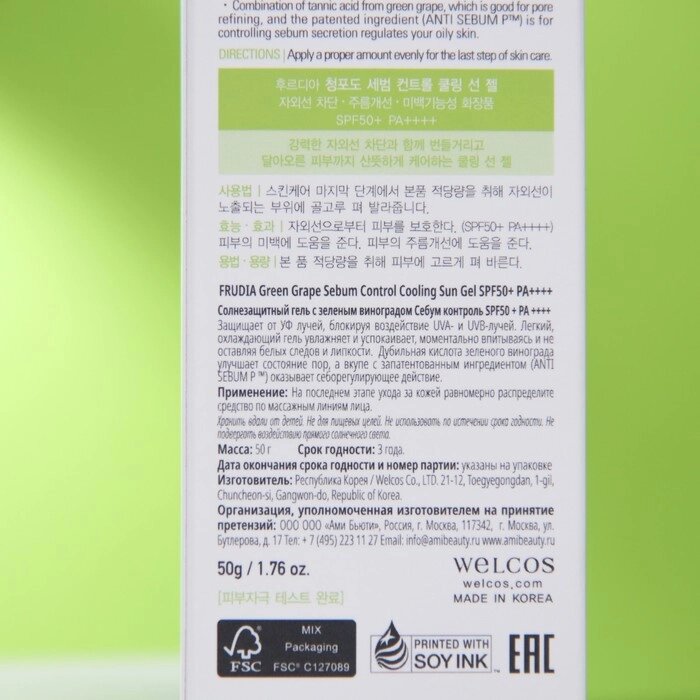 · Combination of tannic acid from green grape, which is good for pore
refining, and the patented ingredient (ANTI SEBUM P™) is for
controlling sebum secretion regulates your oily skin.
DIRECTIONS | Apply a proper amount evenly for the last step of skin care.
후르디아 청포도 세범 컨트롤 쿨링 선 젤
자외선 차단 · 주름개선 · 미백기능성 화장품
SPF50+ PA++++
강력한 자외선 차단과 함께 번들거리고
달아오른 피부까지 산뜻하게 케어하는 쿨링 선 젤
사용법 | 스킨케어 마지막 단계에서 본품 적당량을 취해 자외선이
노출되는 부위에 골고루 펴 발라줍니다.
효능 · 효과 | 자외선으로부터 피부를 보호한다. (SPF50+ PA++++)
피부의 미백에 도움을 준다. 피부의 주름개선에 도움을 준다.
용법 · 용량 | 본 품 적당량을 취해 피부에 고르게 펴 바른다.
FRUDIA Green Grape Sebum Control Cooling Sun Gel SPF50+ PA++++
Солнезащитный гель с зеленым виноградом Себум контроль SPF 50 + PA ++++
Защищает от УФ лучей, блокируя воздействие UVA- и UVB-лучей. Легкий,
охлаждающий гель увлажняет и успокаивает, моментально впитываясь и не
оставляя белых следов и липкости. Дубильная кислота зеленого винограда
улучшает состояние пор, а вкупе с запатентованным ингредиентом (ANTI
SEBUM P ™) оказывает себорегулирующее действие.
Применение: На последнем этапе ухода за кожей равномерно распределите
средство по массажным линиям лица.
Хранить вдали от детей. Не для пищевых целей. Не использовать по истечении срока годности. Не
подвергать воздействию прямого солнечного света.
Масса: 50 г Срок годности: 3 года.
Дата окончания срока годности и номер партии: указаны на упаковке
Изготовитель: Республика Корея / Welcos Co., LTD. 21-12, Toegyegongdan, 1-gil,
Chuncheon-si, Gangwon-do, Republic of Korea.
Организация, уполномоченная изготовителем на принятие
претензий: ООО ООО «Ами Бьюти», Россия, г. Москва, 117342, г. Москва, ул.
Бутлерова, д. 17 Тел: + 7 (495) 223 11 27 Email: info@amibeauty.ru www.amibeauty.ru
50g / 1.76 oz.
WELCOS
welcos.com
MADE IN KOREA
[피부자극 테스트 완료]
FSC
MIX
Packaging
FSC® C127089
PRINTED WITH
SOY INK™
EAC